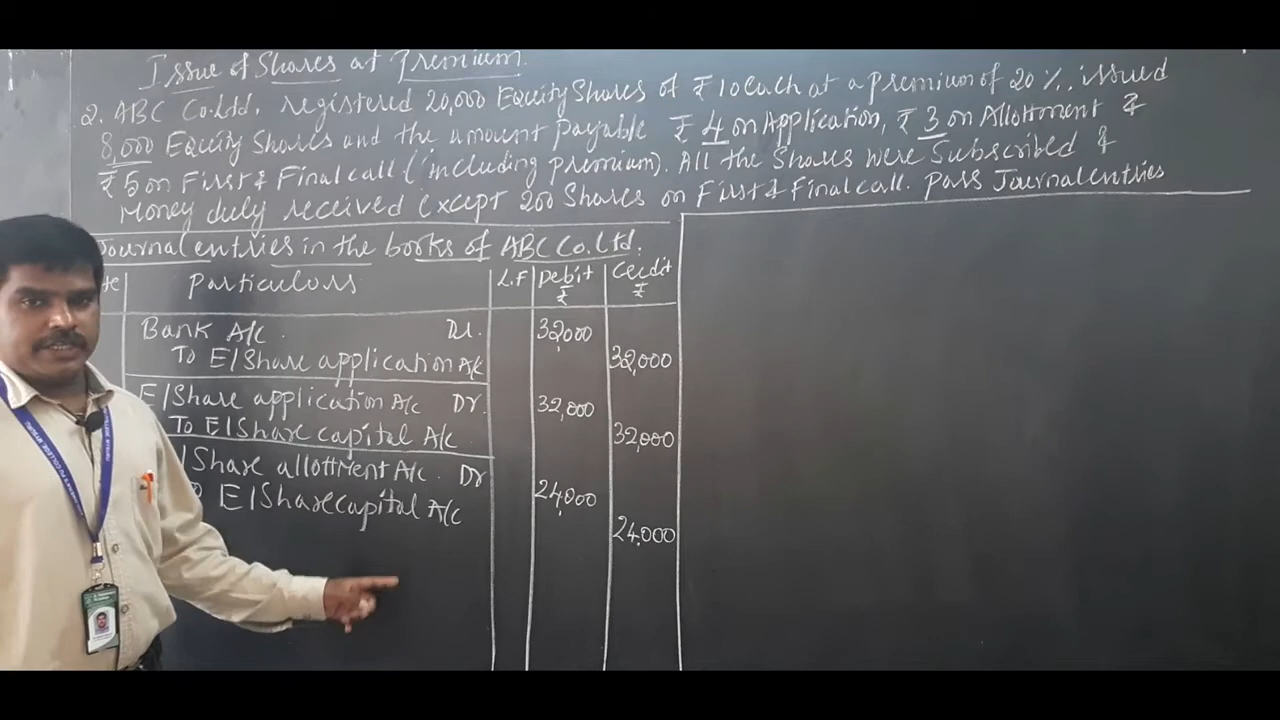 Issue of Shares at Premium.
2. ABC Co. Ltd. registered 20,000 Equity Shares of ₹ 10 each at a premium of 20%. issued
8,000 Equity Shares and the amount payable ₹ 4 on Application, ₹ 3 on Allotment &
₹ 5 on First & Final call (including premium). All the Shares were Subscribed &
Money duly received Except 200 Shares on First & Final call. Pass Journal entries
Journal entries in the books of ABC Co. Ltd.
te Particulars L.F Debit ₹ Credit ₹
Bank A/c. Dr. 32,000
To E/Share application A/c 32,000
E/Share application A/c Dr. 32,000
To E/Share capital A/c 32,000
/Share allottment A/c. Dr 24,000
E/Share capital A/c 24,000